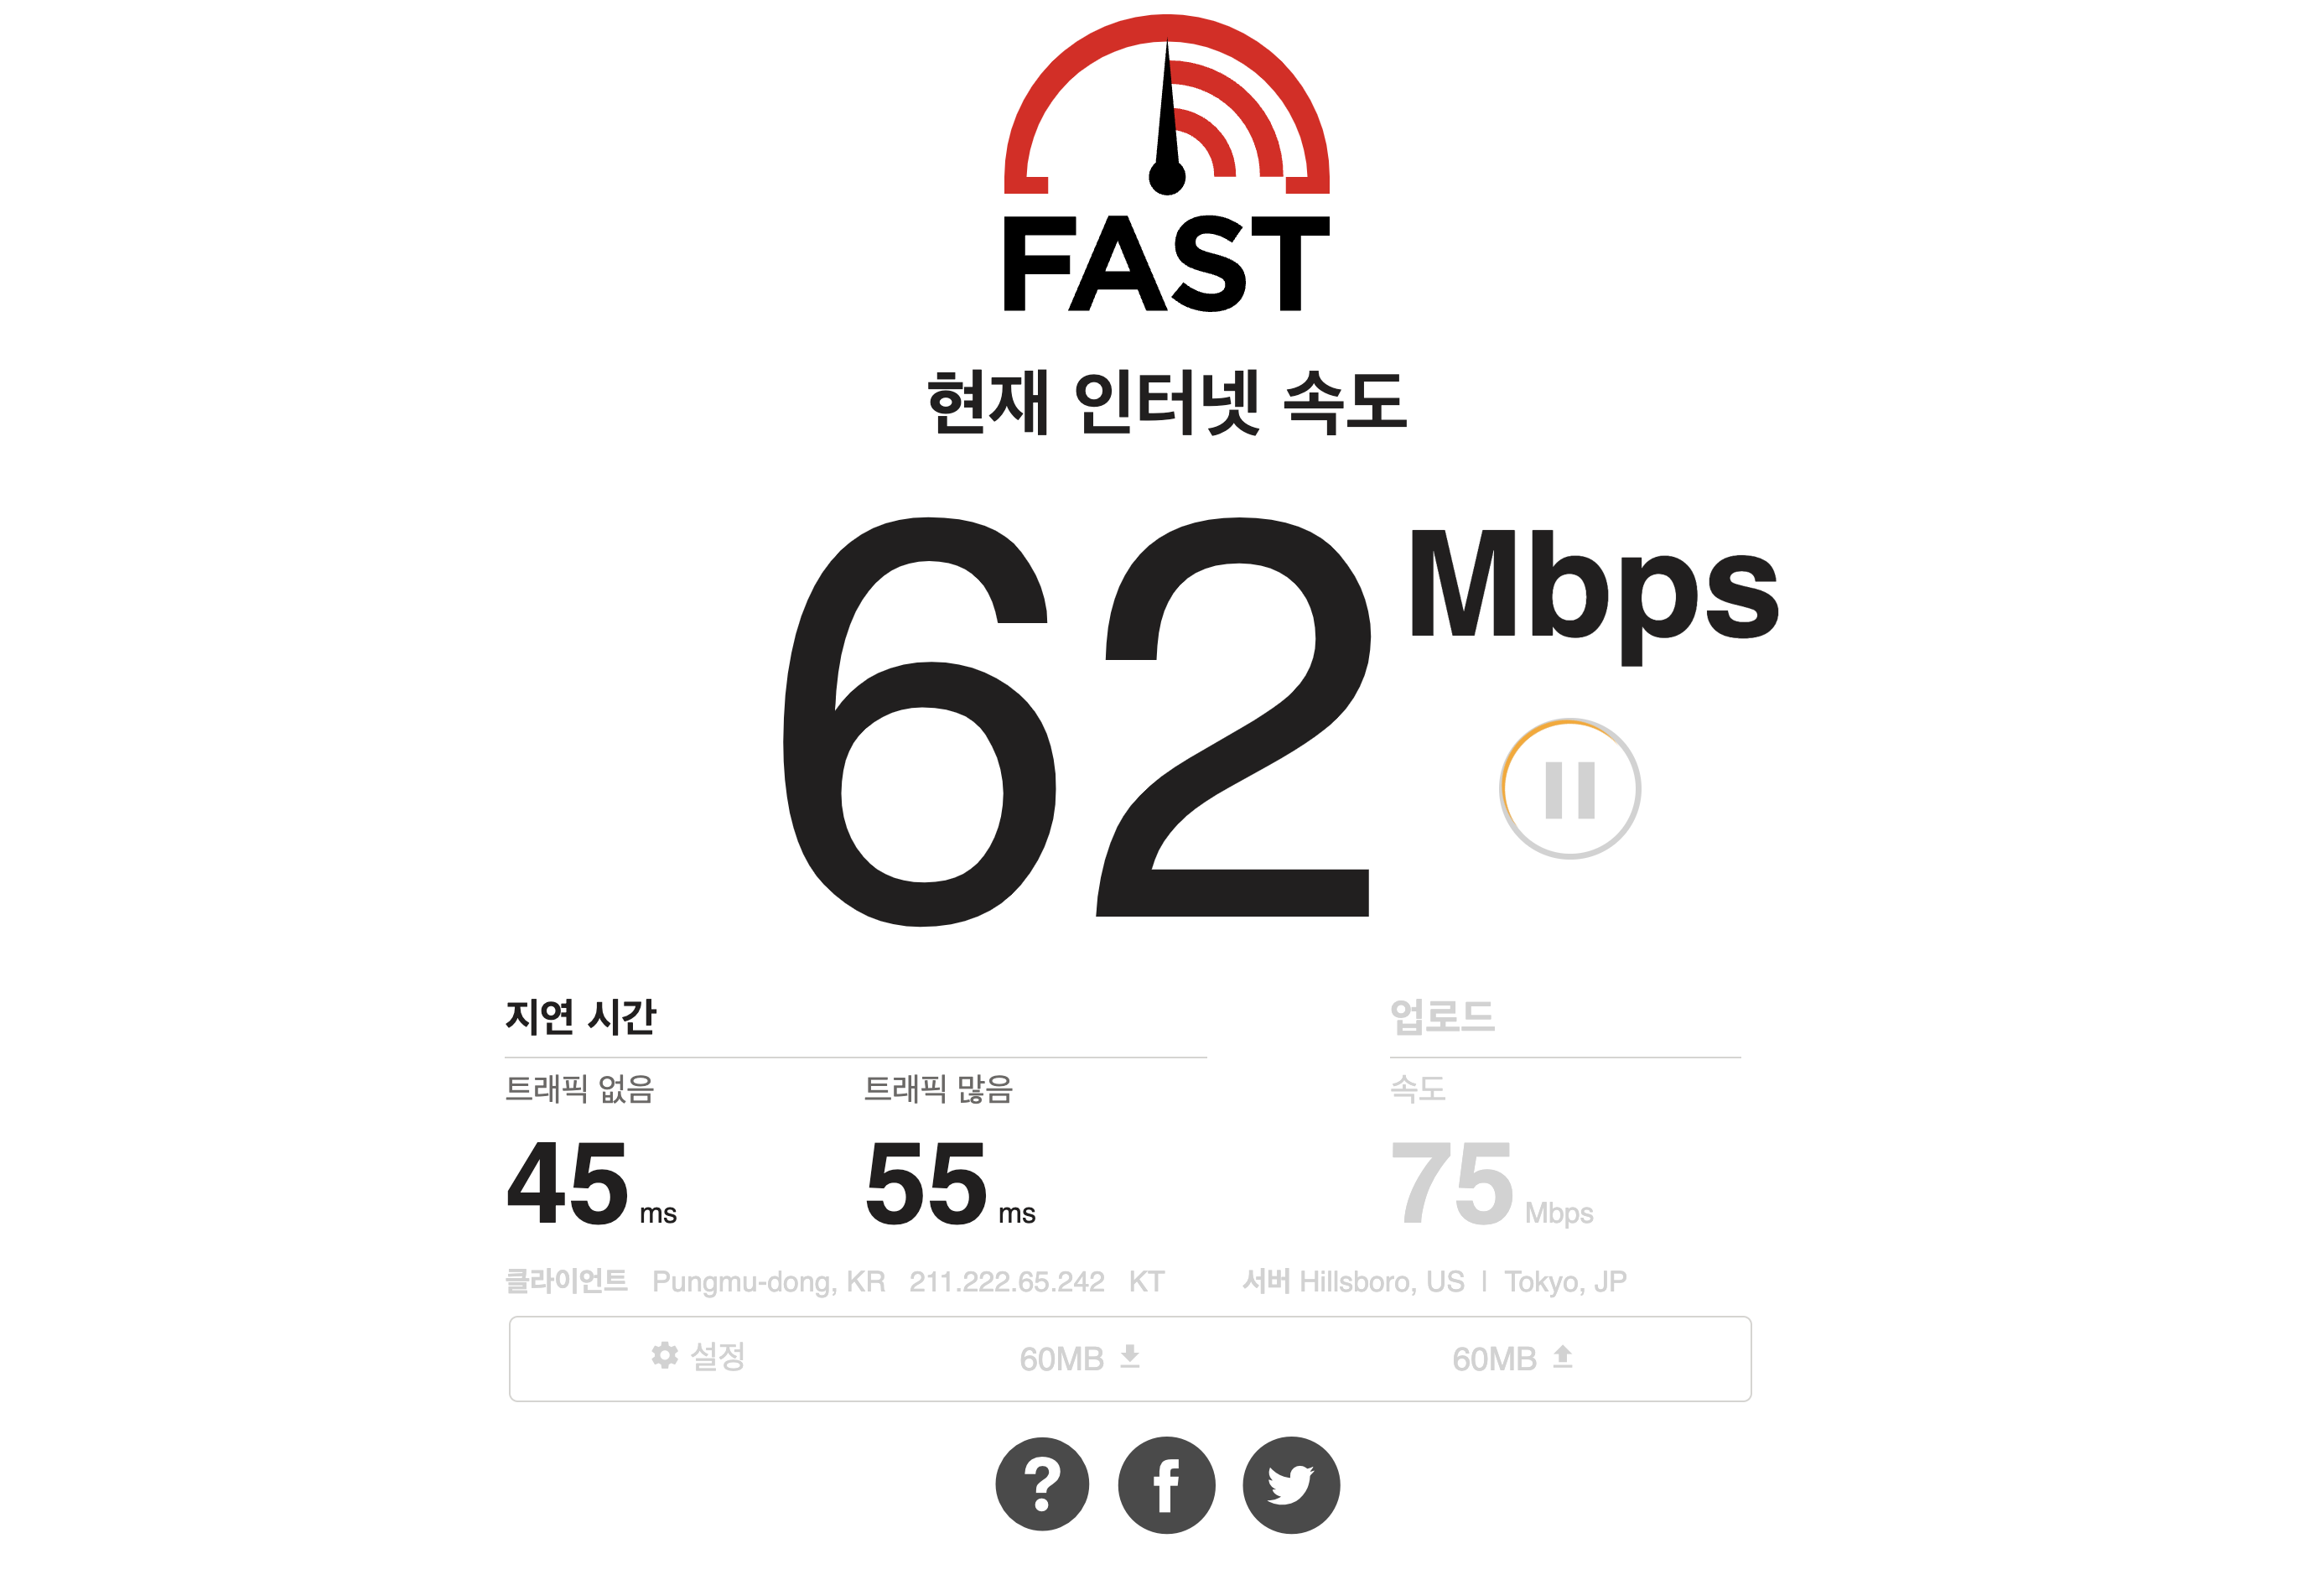 FAST
현재 인터넷 속도
62 Mbps
지연 시간 업로드
트래픽 없음 트래픽 많음 속도
45 ms 55 ms 75 Mbps
클라이언트 Pungmu-dong, KR 211.222.65.242 KT 서버 Hillsboro, US | Tokyo, JP
설정 60MB 60MB
?
f